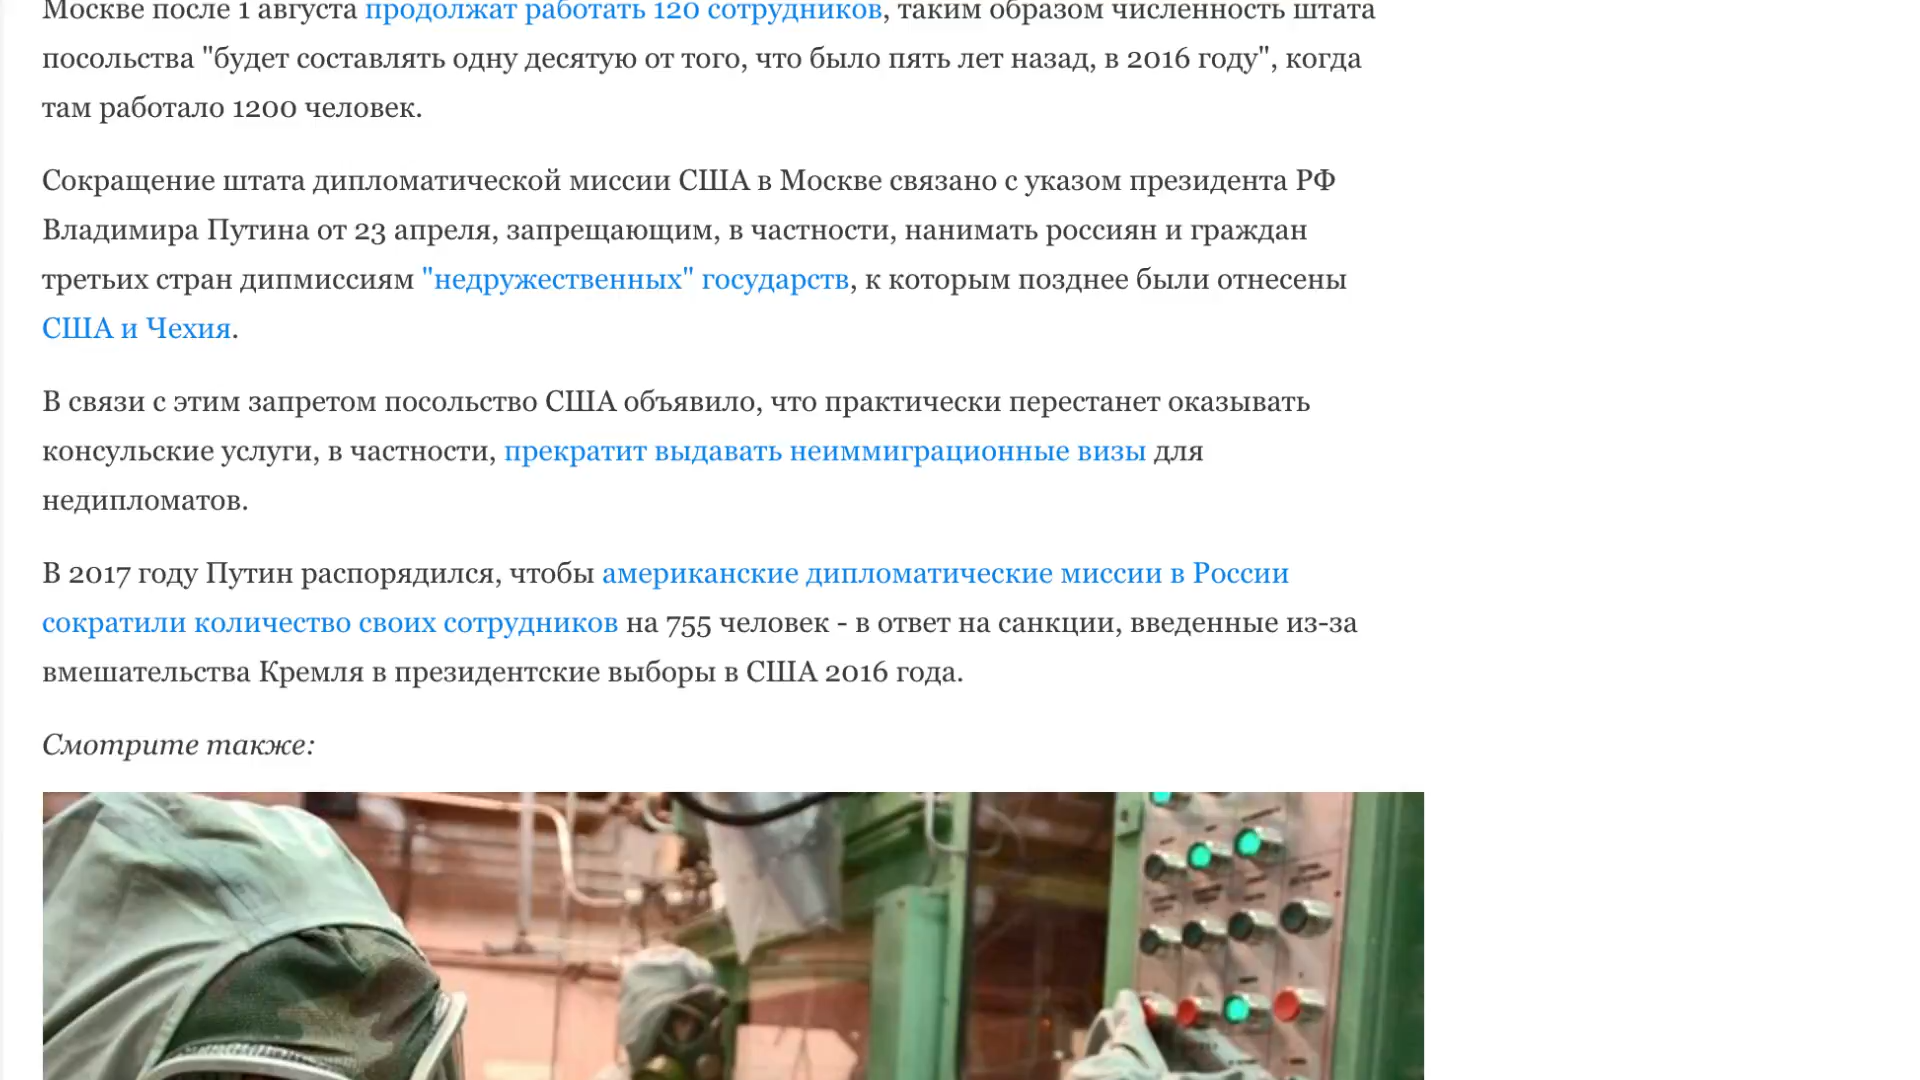 Москве после 1 августа продолжат работать 120 сотрудников, таким образом численность штата
посольства "будет составлять одну десятую от того, что было пять лет назад, в 2016 году", когда
там работало 1200 человек.
Сокращение штата дипломатической миссии США в Москве связано с указом президента РФ
Владимира Путина от 23 апреля, запрещающим, в частности, нанимать россиян и граждан
третьих стран дипмиссиям "недружественных" государств, к которым позднее были отнесены
США и Чехия.
В связи с этим запретом посольство США объявило, что практически перестанет оказывать
консульские услуги, в частности, прекратит выдавать неиммиграционные визы для
недипломатов.
В 2017 году Путин распорядился, чтобы американские дипломатические миссии в России
сократили количество своих сотрудников на 755 человек - в ответ на санкции, введенные из-за
вмешательства Кремля в президентские выборы в США 2016 года.
Смотрите также: